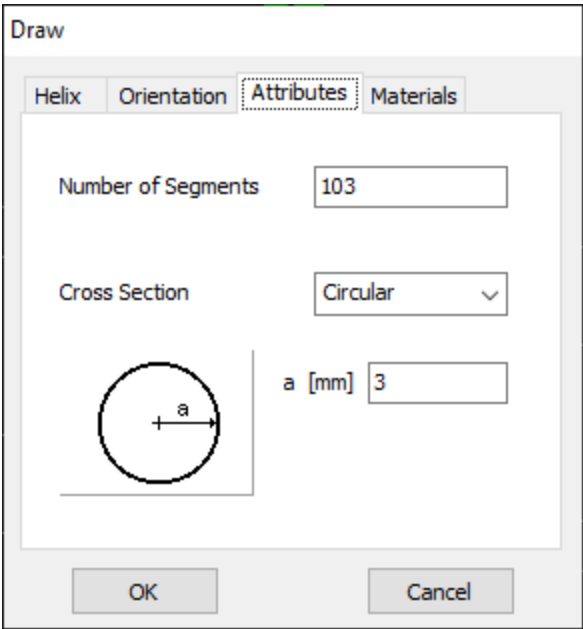 Draw
Helix Orientation Attributes Materials
Number of Segments 103
Cross Section Circular
a [mm] 3
a
OK Cancel